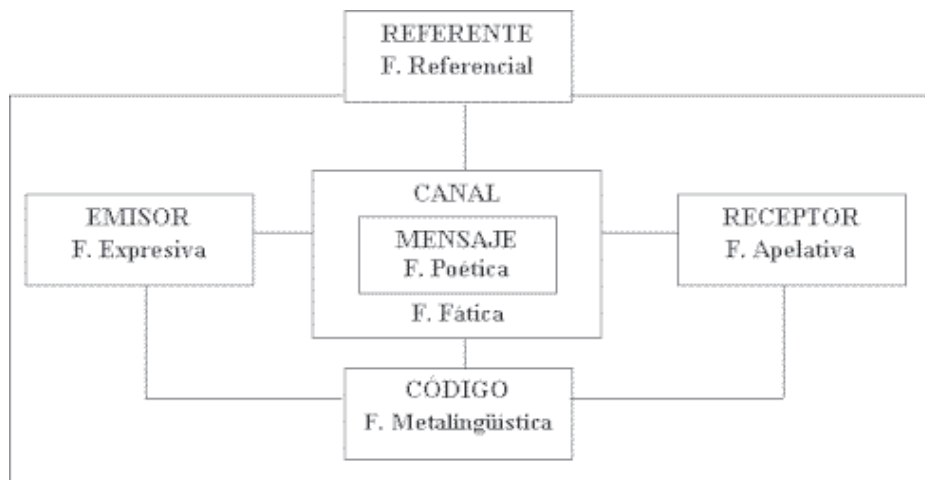 REFERENTE
F. Referencial
CANAL
EMISOR
F. Expresiva
MENSAJE
F. Poética
RECEPTOR
F. Apelativa
F. Fática
CÓDIGO
F. Metalingüística